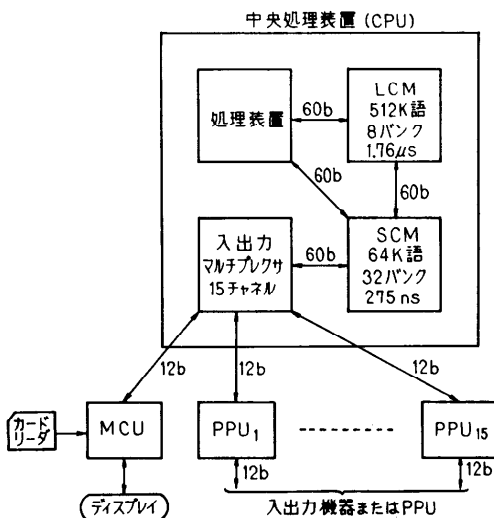 中央処理装置(CPU)
処理装置
60b
LCM
512K語
8バンク
1.76μs
60b
60b
入出力
マルチプレクサ
15チャネル
60b
SCM
64K語
32バンク
275ns
12b
12b
12b
カード
リーダ
MCU
PPU1
PPU15
12b
12b
ディスプレイ
入出力機器またはPPU